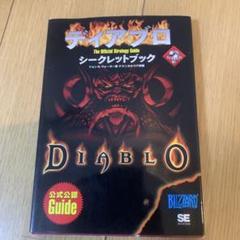 ディアブロ
The Official Strategy Guide
シークレットブック
DIABLO
公式公認
Guide
BLIZZARD
SE